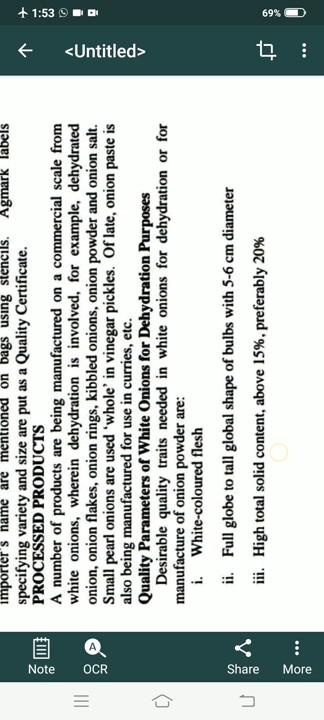 1:53
69%
<Untitled>
importer's name are mentioned on bags using stencils. Agmark labels
specifying variety and size are put as a Quality Certificate.
PROCESSED PRODUCTS
A number of products are being manufactured on a commercial scale from
white onions, wherein dehydration is involved, for example, dehydrated
onion, onion flakes, onion rings, kibbled onions, onion powder and onion salt.
Small pearl onions are used 'whole' in vinegar pickles. Of late, onion paste is
also being manufactured for use in curries, etc.
Quality Parameters of White Onions for Dehydration Purposes
Desirable quality traits needed in white onions for dehydration or for
manufacture of onion powder are:
i. White-coloured flesh
ii. Full globe to tall global shape of bulbs with 5-6 cm diameter
iii. High total solid content, above 15%, preferably 20%
Note
A
OCR
Share
More